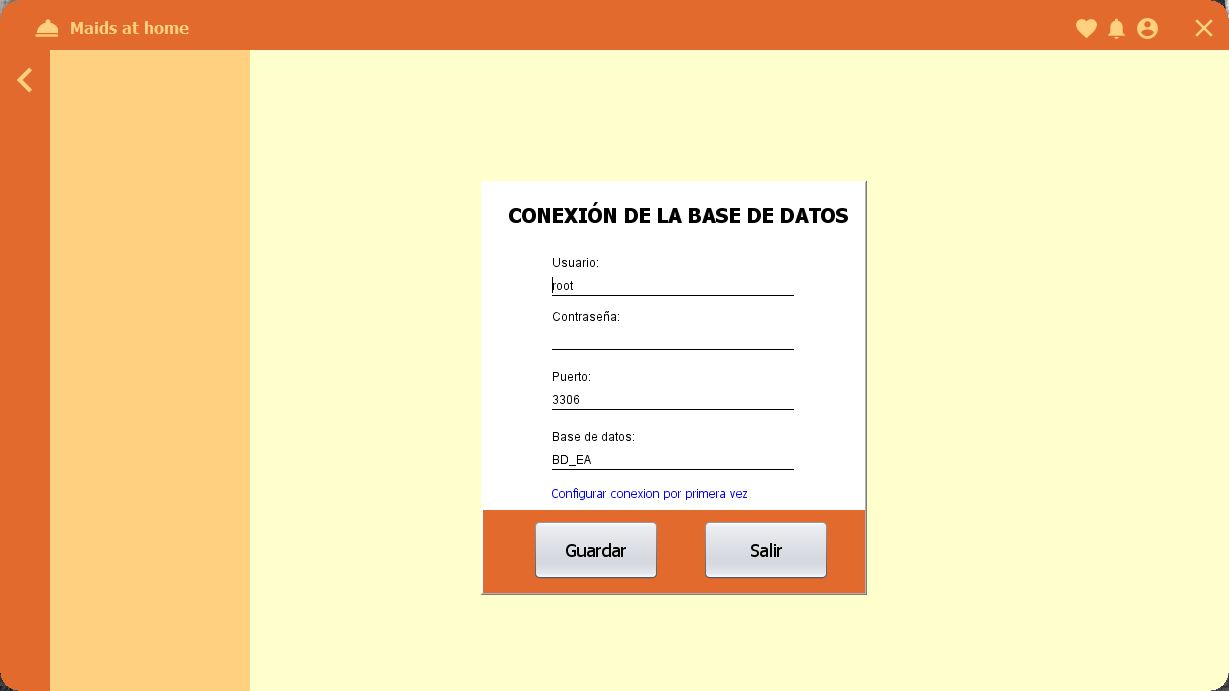 Maids at home
CONEXIÓN DE LA BASE DE DATOS
Usuario:
root
Contraseña:
Puerto:
3306
Base de datos:
BD_EA
Configurar conexion por primera vez
Guardar
Salir